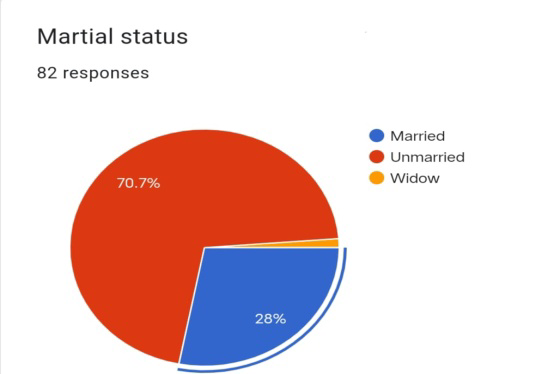 Martial status
82 responses
Married
Unmarried
Widow
70.7%
28%